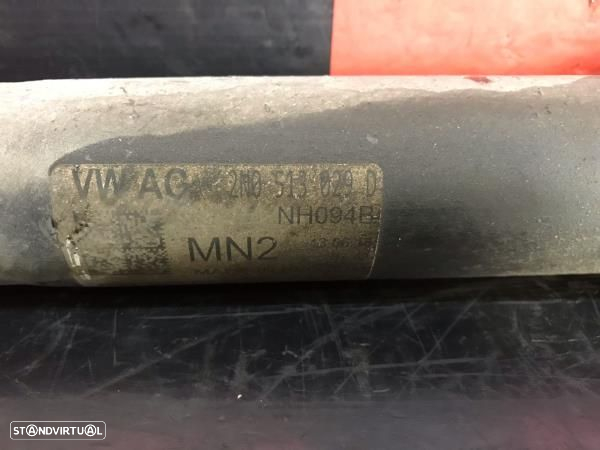 VW AG 2N0 513 029 D
NH094B
MN2
STANDVIRTUAL